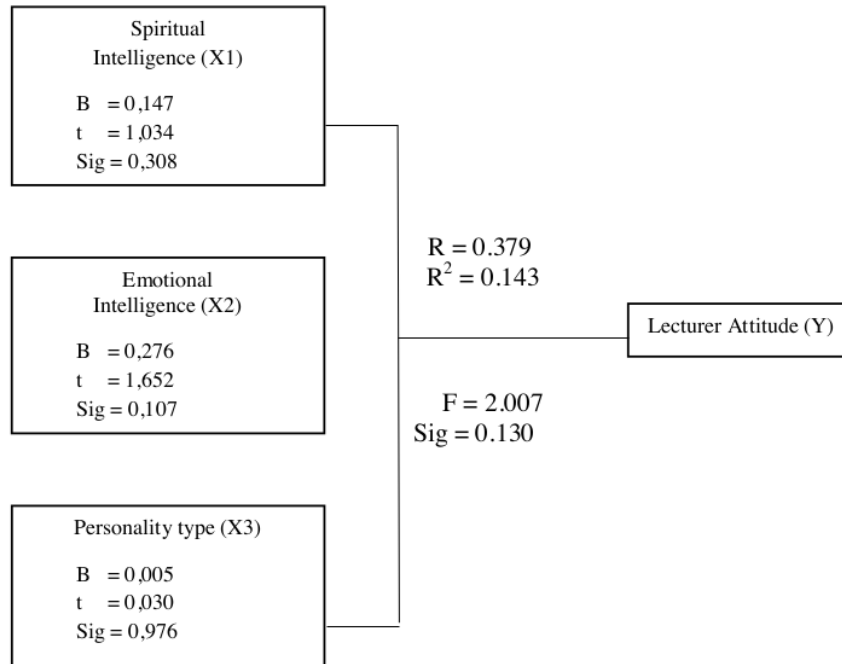 Spiritual
Intelligence (X1)
B = 0,147
t = 1,034
Sig = 0,308
R = 0.379
R² = 0.143
Emotional
Intelligence (X2)
B = 0,276
t = 1,652
Sig = 0,107
Lecturer Attitude (Y)
F = 2.007
Sig = 0.130
Personality type (X3)
B = 0,005
t = 0,030
Sig = 0,976